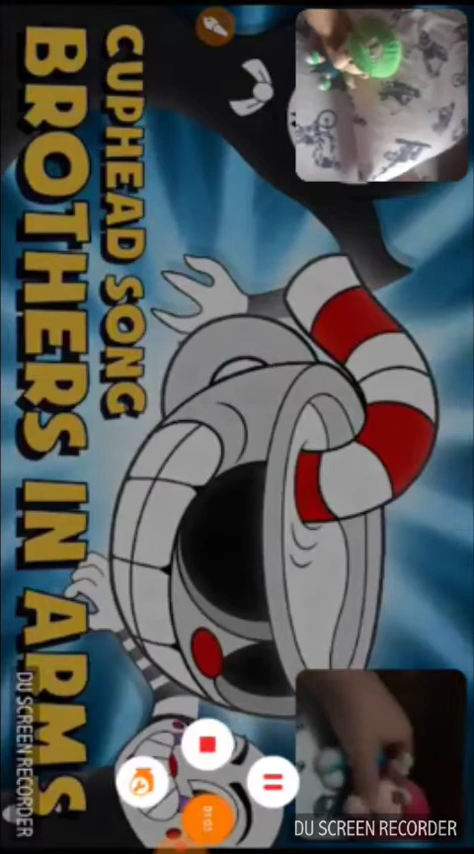 CUPHEAD SONG
BROTHERS IN ARMS
DU SCREEN RECORDER
DU SCREEN RECORDER